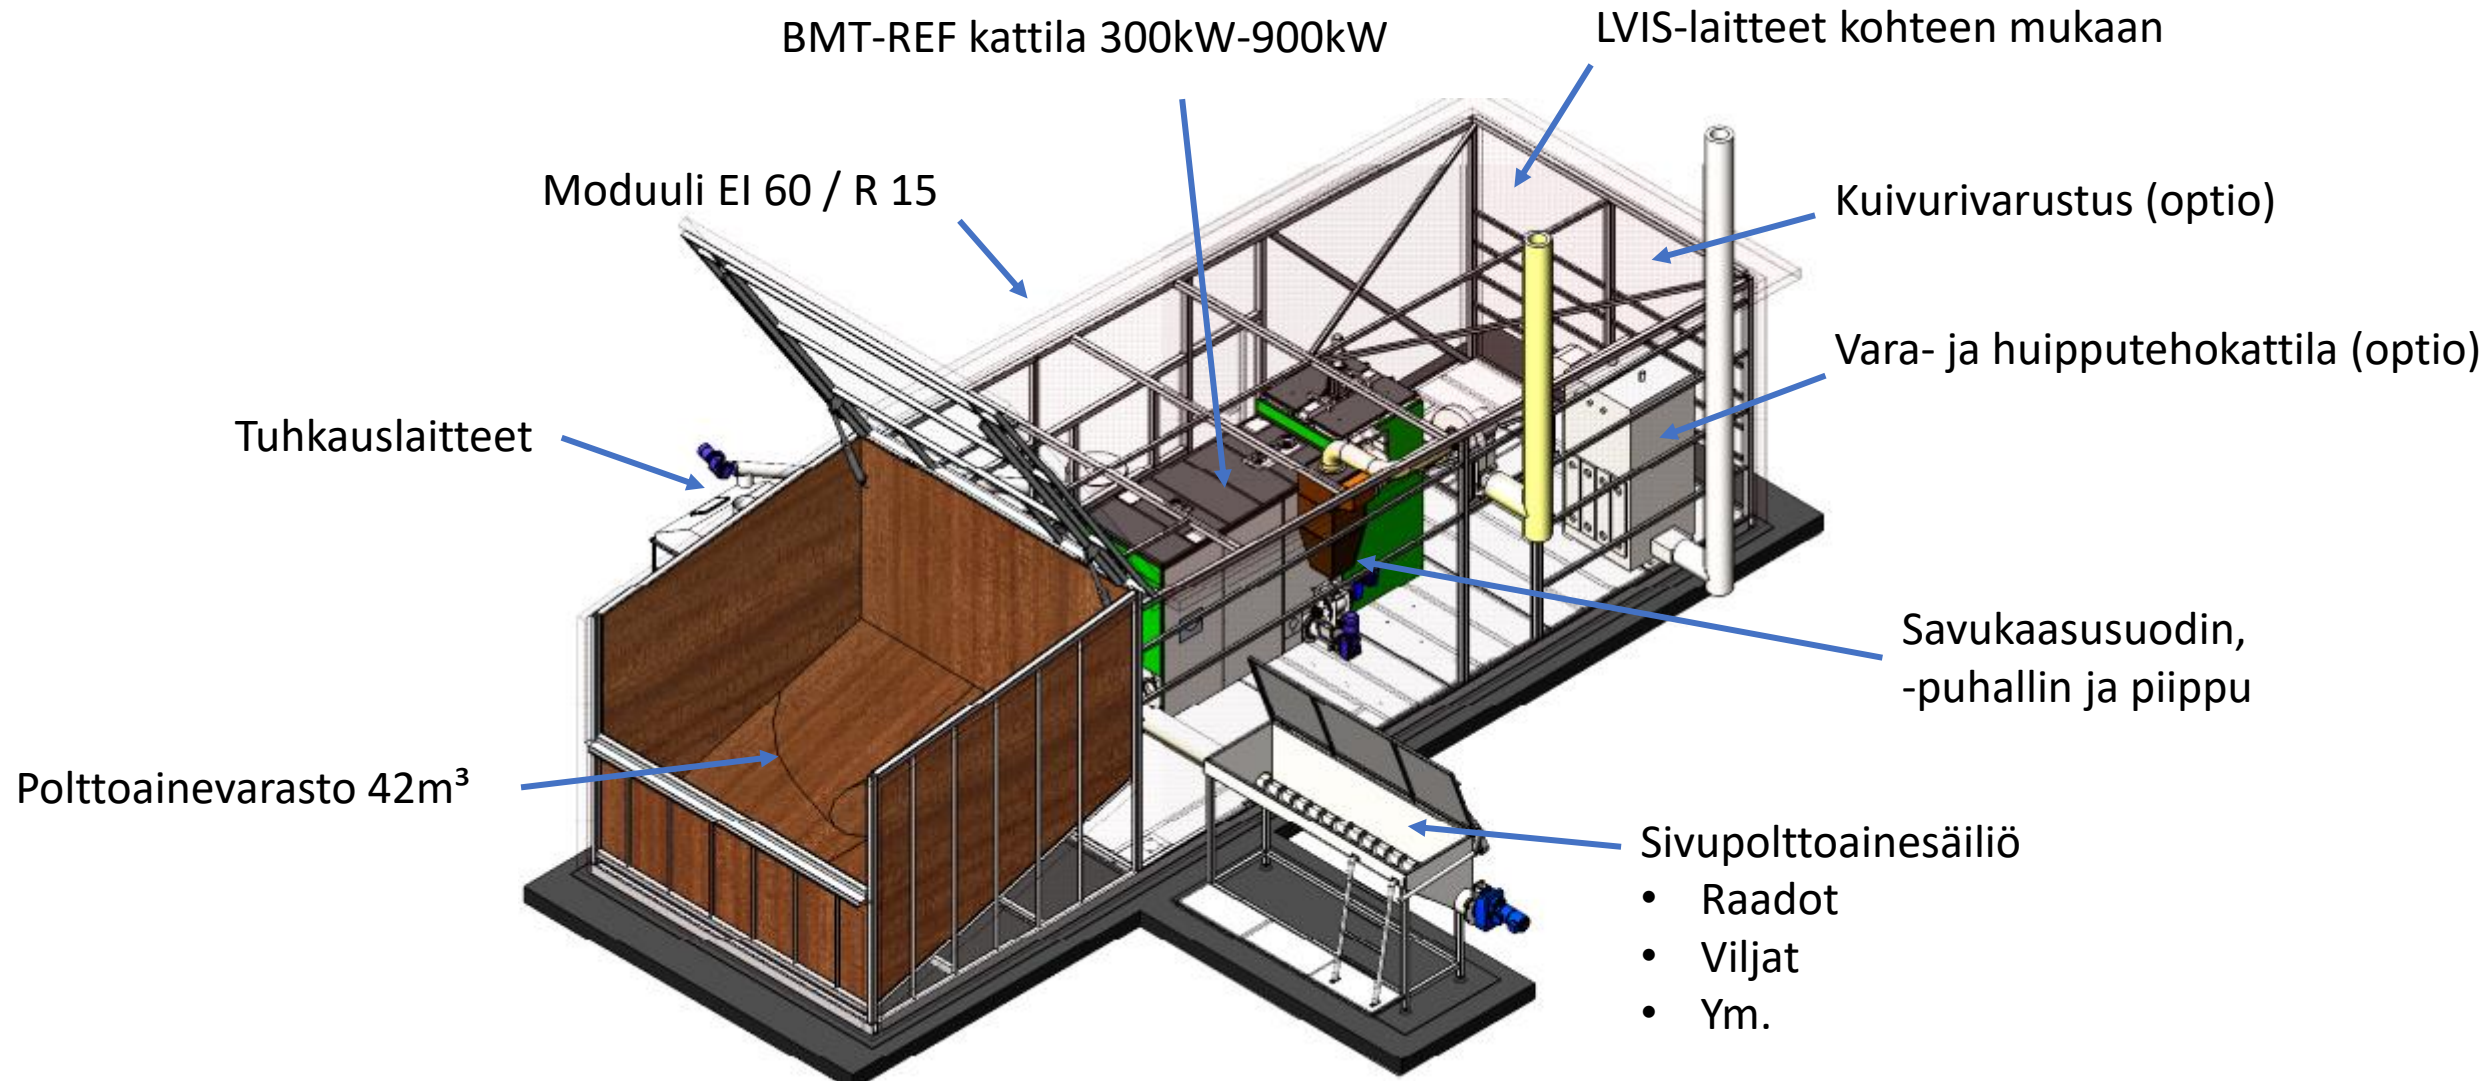 BMT-REF kattila 300kW-900kW
LVIS-laitteet kohteen mukaan
Moduuli EI 60 / R 15
Kuivurivarustus (optio)
Vara- ja huipputehokattila (optio)
Tuhkauslaitteet
Savukaasusuodin,
-puhallin ja piippu
Polttoainevarasto 42m³
Sivupolttoainesäiliö
• Raadot
• Viljat
• Ym.